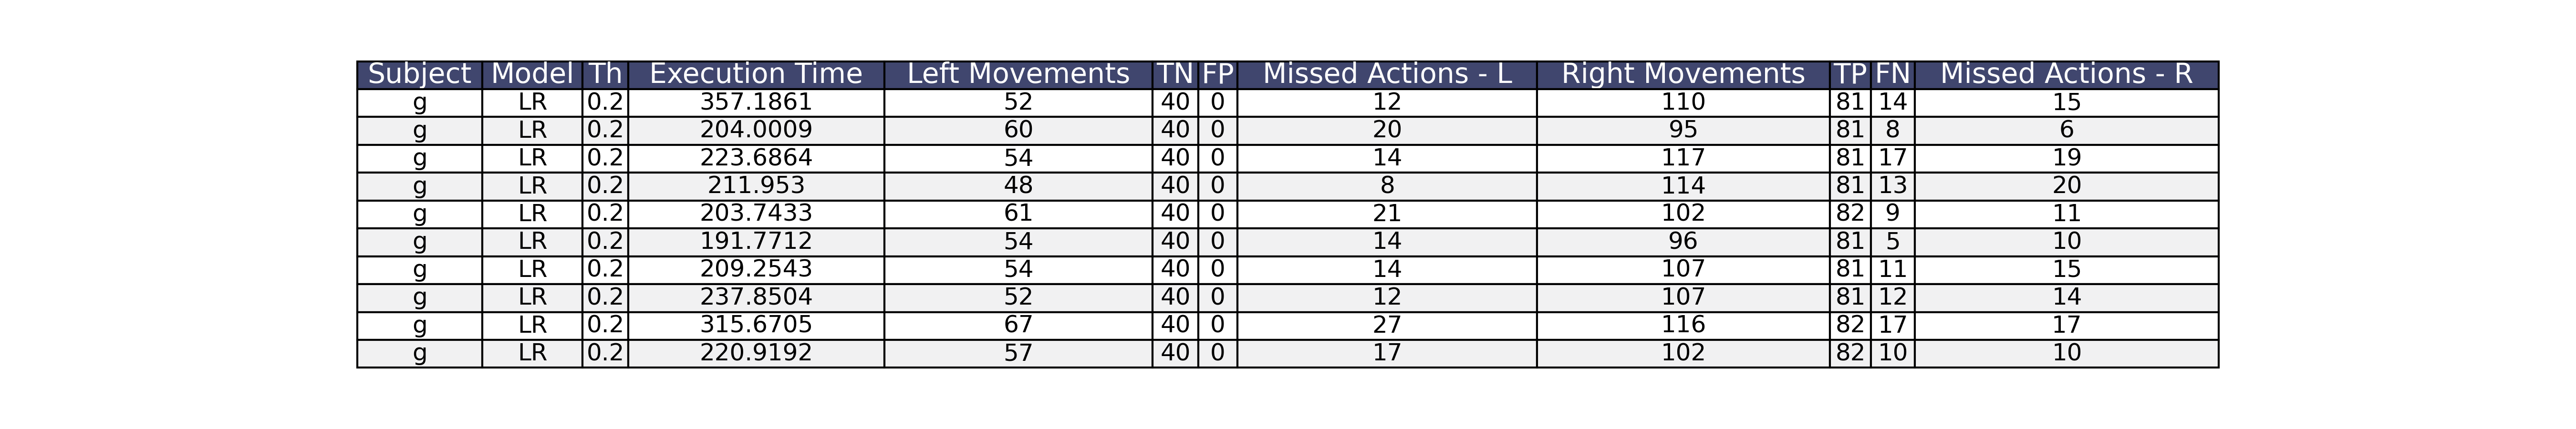 Subject Model Th Execution Time Left Movements TN FP Missed Actions - L Right Movements TP FN Missed Actions - R
g LR 0.2 357.1861 52 40 0 12 110 81 14 15
g LR 0.2 204.0009 60 40 0 20 95 81 8 6
g LR 0.2 223.6864 54 40 0 14 117 81 17 19
g LR 0.2 211.953 48 40 0 8 114 81 13 20
g LR 0.2 203.7433 61 40 0 21 102 82 9 11
g LR 0.2 191.7712 54 40 0 14 96 81 5 10
g LR 0.2 209.2543 54 40 0 14 107 81 11 15
g LR 0.2 237.8504 52 40 0 12 107 81 12 14
g LR 0.2 315.6705 67 40 0 27 116 82 17 17
g LR 0.2 220.9192 57 40 0 17 102 82 10 10